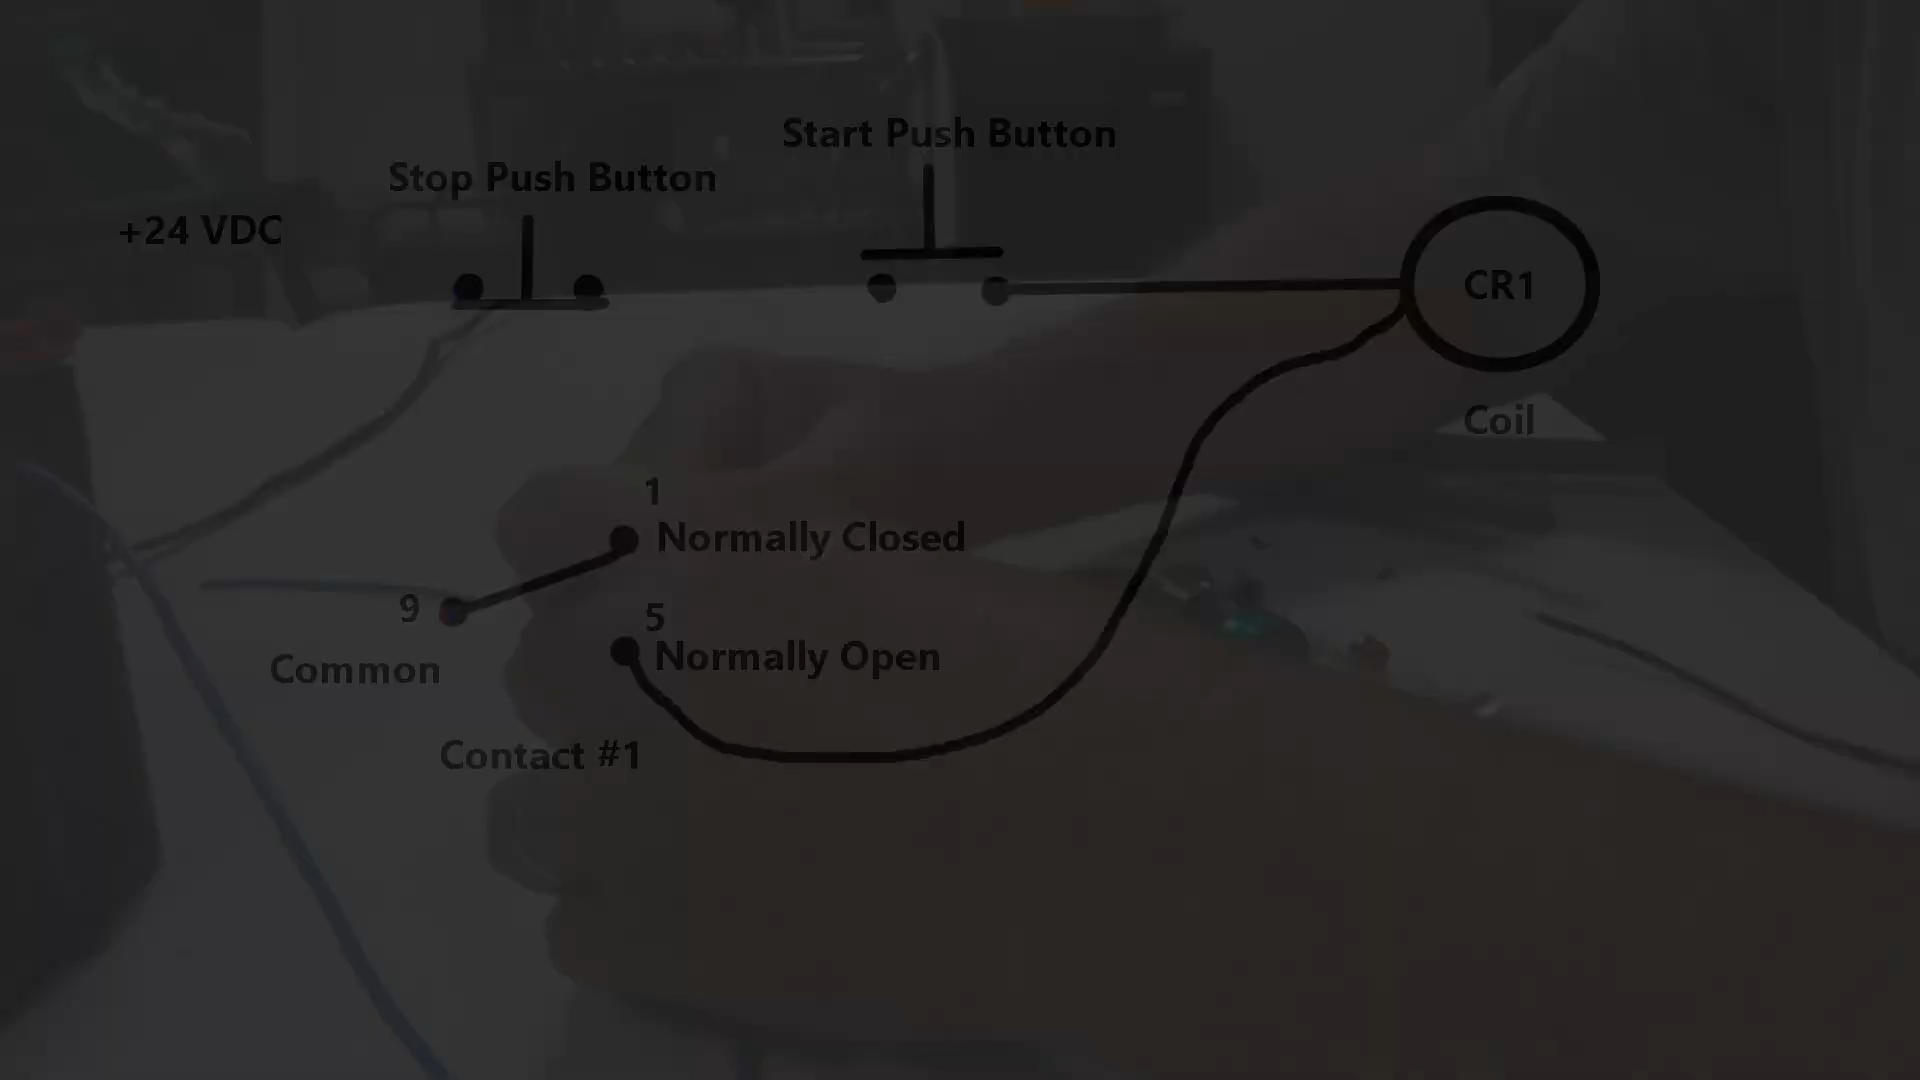 Start Push Button
Stop Push Button
+24 VDC
CR1
Coil
1
Normally Closed
9
5
Common
Normally Open
Contact #1